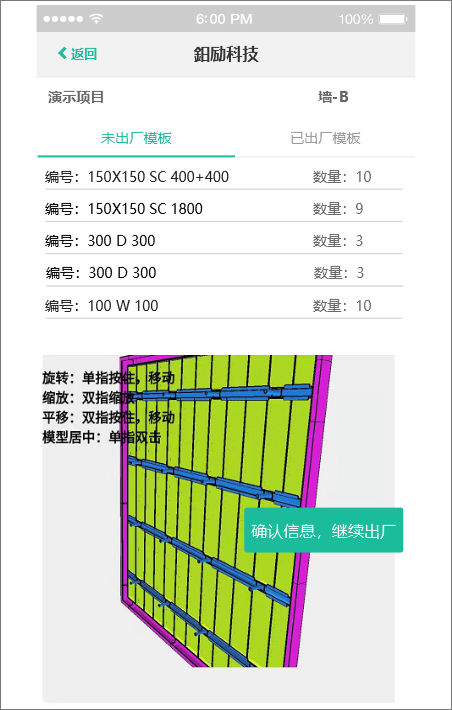 6:00 PM 100%
返回 鈤励科技
演示项目 墙-B
未出厂模板 已出厂模板
编号：150X150 SC 400+400 数量：10
编号：150X150 SC 1800 数量：9
编号：300 D 300 数量：3
编号：300 D 300 数量：3
编号：100 W 100 数量：10
旋转：单指按住，移动
缩放：双指缩放
平移：双指按住，移动
模型居中：单指双击
确认信息，继续出厂